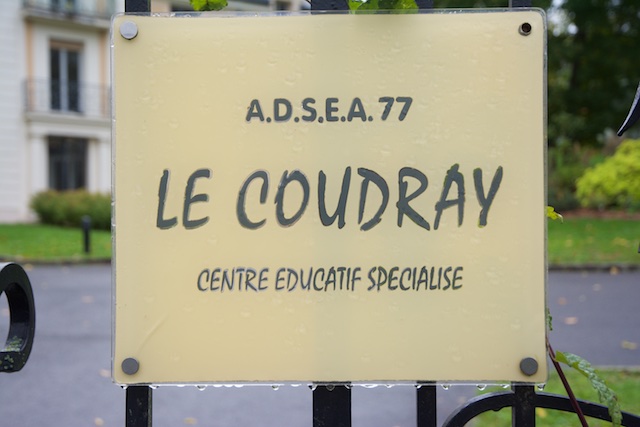 A.D.S.E.A. 77
LE COUDRAY
CENTRE EDUCATIF SPECIALISE